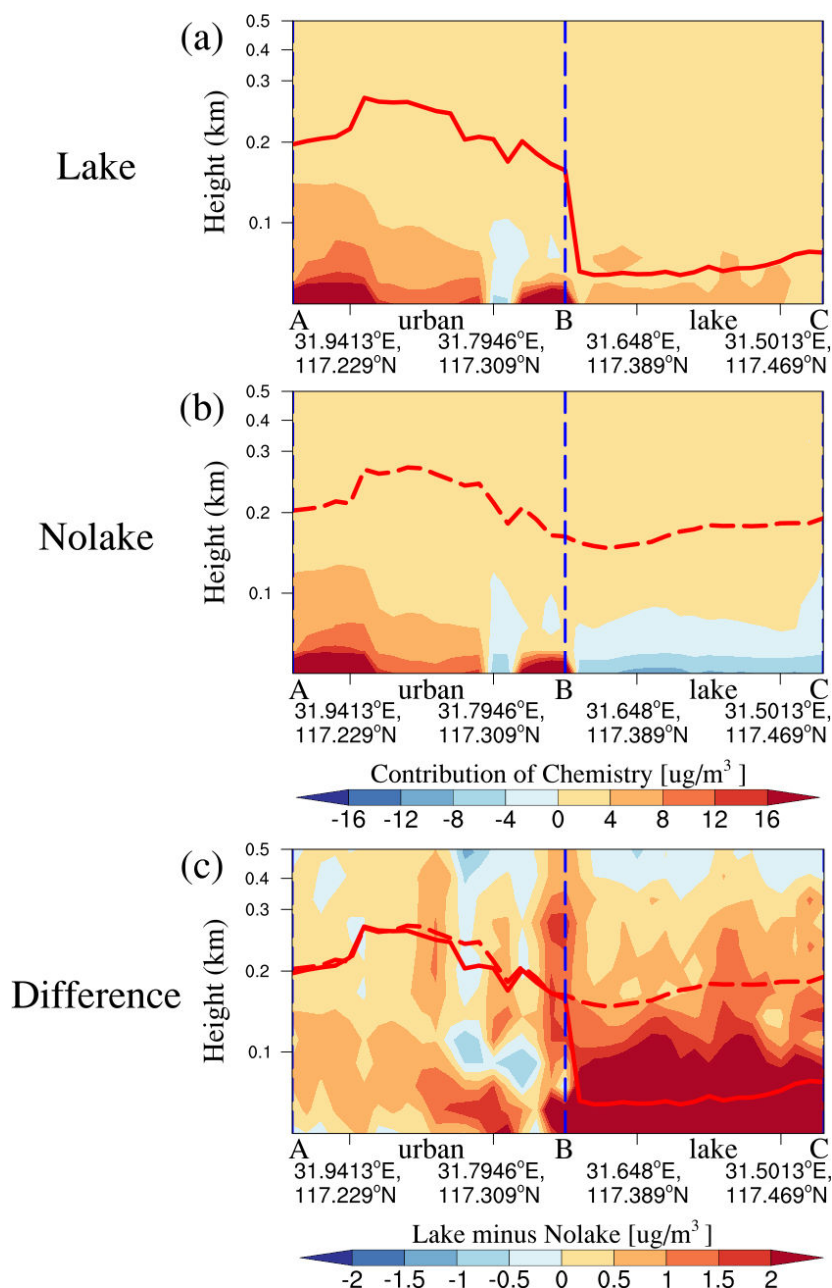 (a)
Lake
Height (km)
0.5
0.4
0.3
0.2
0.1
A urban B lake C
31.9413°E, 31.7946°E, 31.648°E, 31.5013°E,
117.229°N 117.309°N 117.389°N 117.469°N
(b)
Nolake
Height (km)
0.5
0.4
0.3
0.2
0.1
A urban B lake C
31.9413°E, 31.7946°E, 31.648°E, 31.5013°E,
117.229°N 117.309°N 117.389°N 117.469°N
Contribution of Chemistry [ug/m³ ]
-16 -12 -8 -4 0 4 8 12 16
(c)
Difference
Height (km)
0.5
0.4
0.3
0.2
0.1
A urban B lake C
31.9413°E, 31.7946°E, 31.648°E, 31.5013°E,
117.229°N 117.309°N 117.389°N 117.469°N
Lake minus Nolake [ug/m³ ]
-2 -1.5 -1 -0.5 0 0.5 1 1.5 2